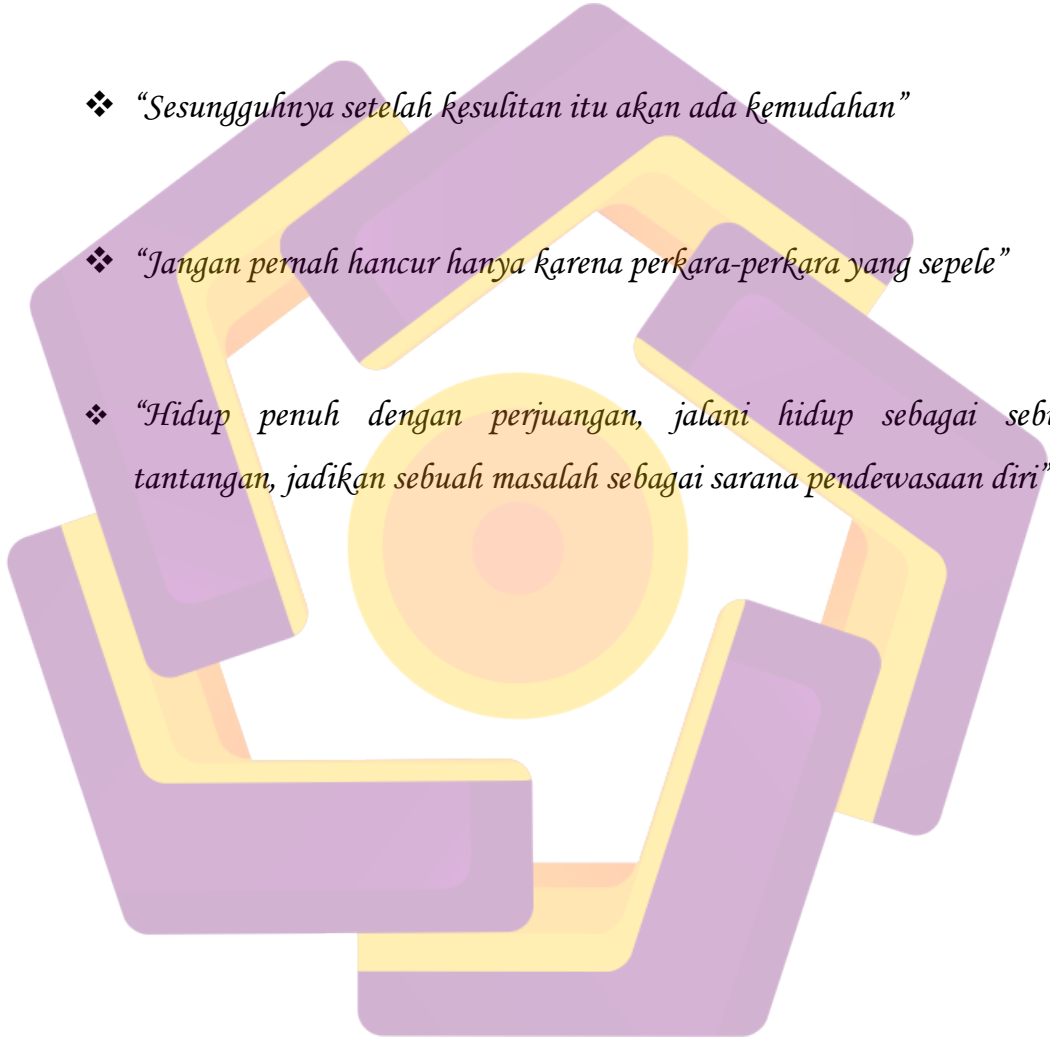 ❖ “Sesungguhnya setelah kesulitan itu akan ada kemudahan”
❖ “Jangan pernah hancur hanya karena perkara-perkara yang sepele”
❖ “Hidup penuh dengan perjuangan, jalani hidup sebagai
tantangan, jadikan sebuah masalah sebagai sarana pendewasaan diri”